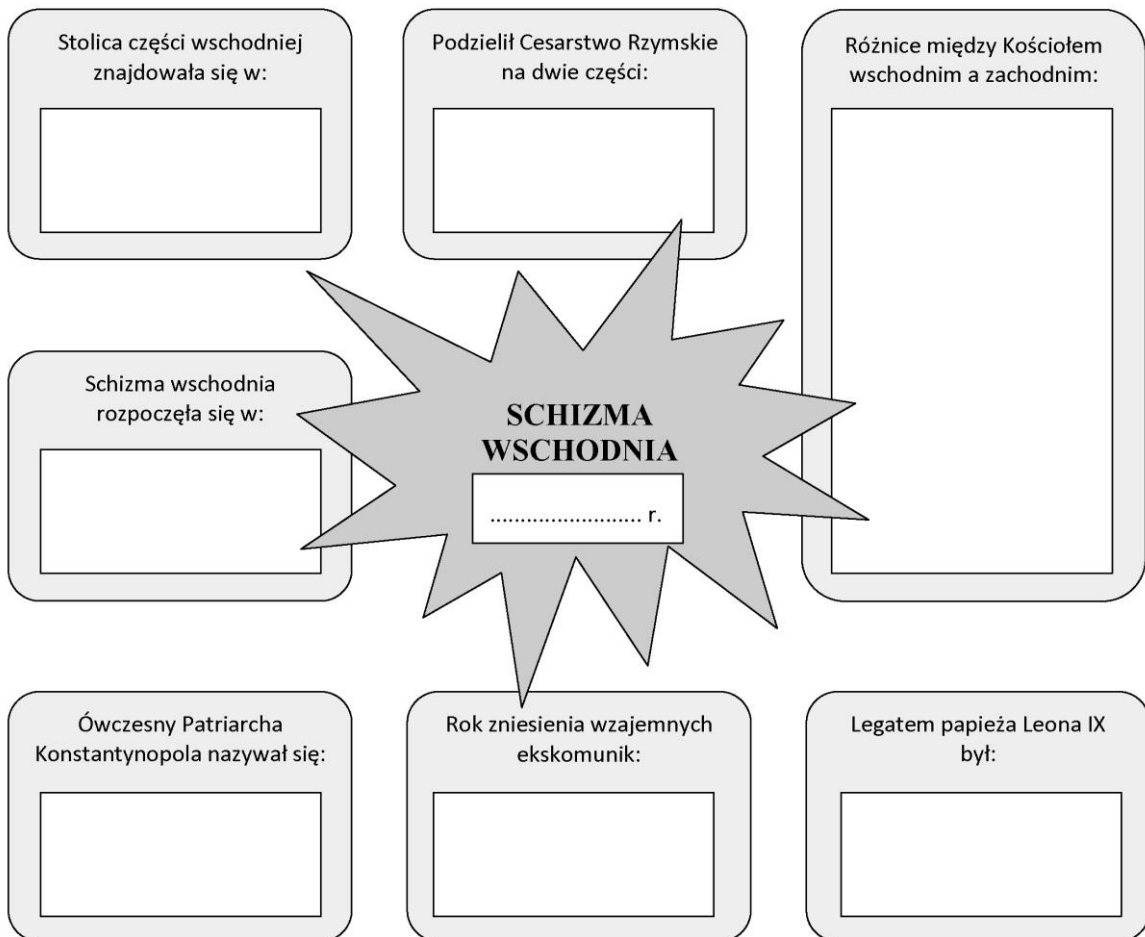 Stolica części wschodniej
znajdowała się w:
Podzielił Cesarstwo Rzymskie
na dwie części:
Różnice między Kościołem
wschodnim a zachodnim:
Schizma wschodnia
rozpoczęła się w:
SCHIZMA
WSCHODNIA
......................... r.
Ówczesny Patriarcha
Konstantynopola nazywał się:
Rok zniesienia wzajemnych
ekskomunik:
Legatem papieża Leona IX
był: